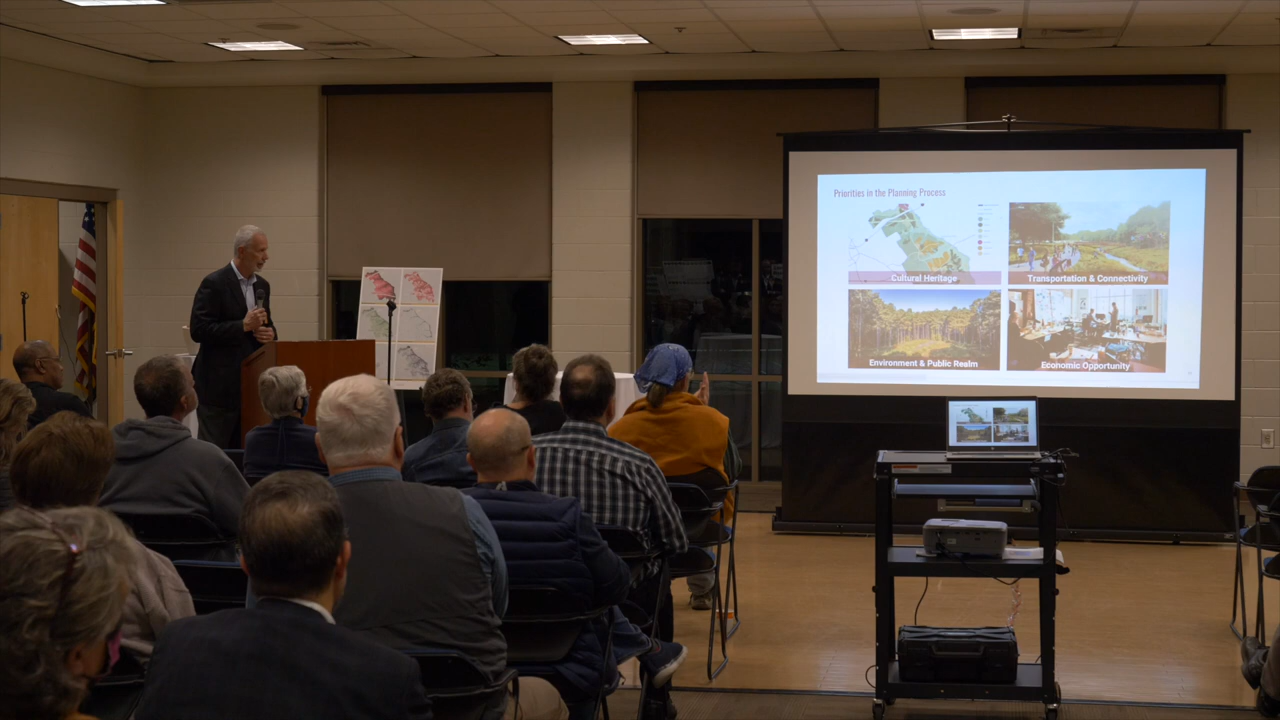 Priorities in the Planning Process
Cultural Heritage
Transportation & Connectivity
Environment & Public Realm
Economic Opportunity